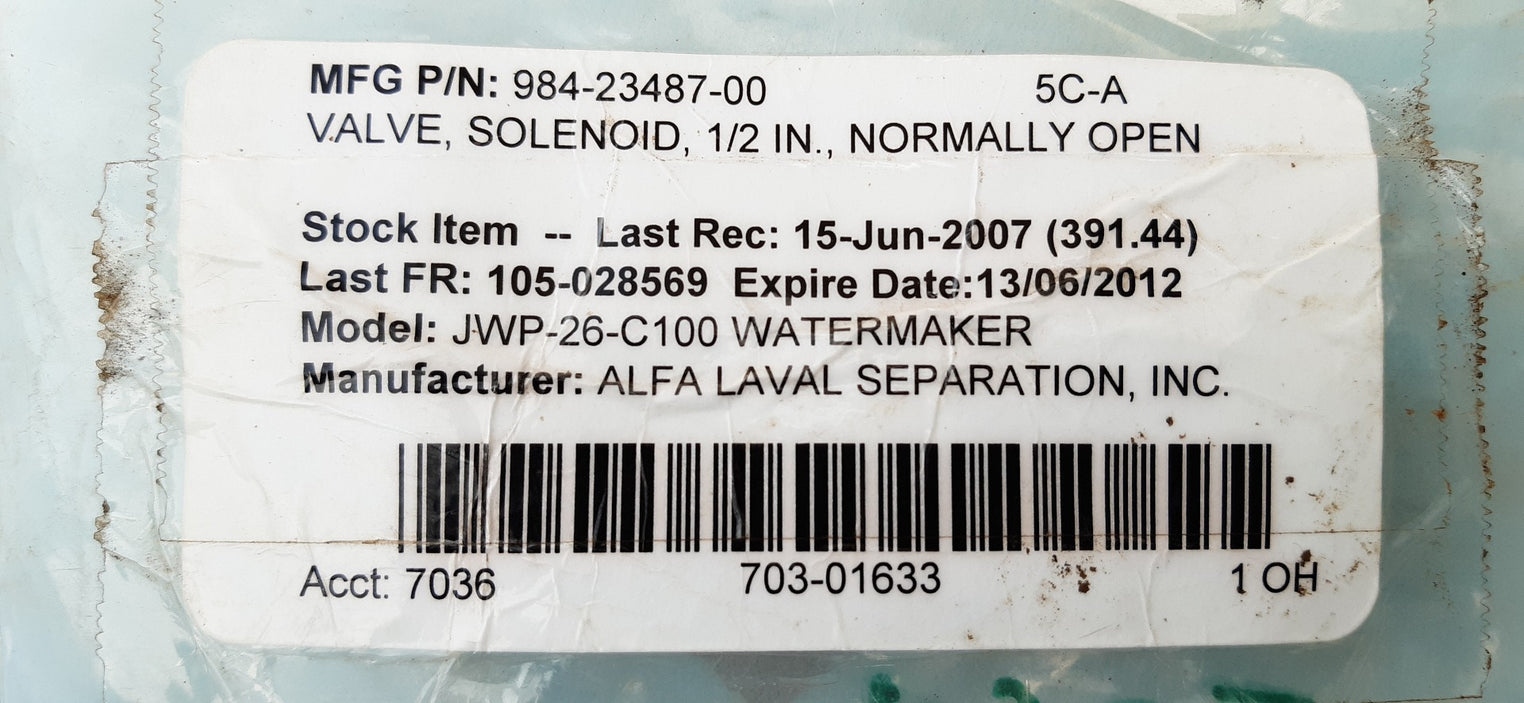 MFG P/N: 984-23487-00 5C-A
VALVE, SOLENOID, 1/2 IN., NORMALLY OPEN
Stock Item -- Last Rec: 15-Jun-2007 (391.44)
Last FR: 105-028569 Expire Date:13/06/2012
Model: JWP-26-C100 WATERMAKER
Manufacturer: ALFA LAVAL SEPARATION, INC.
Acct: 7036 703-01633 1 OH